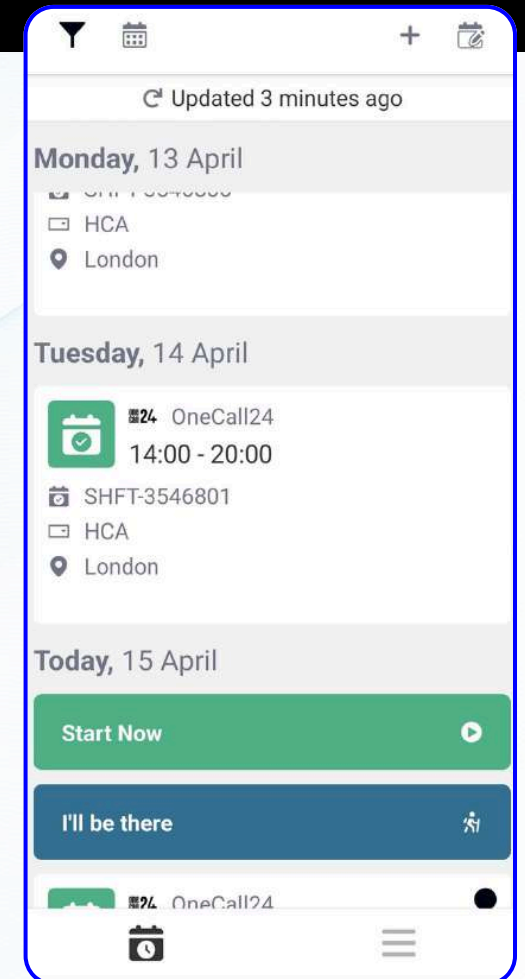 Updated 3 minutes ago
Monday, 13 April
HCA
London
Tuesday, 14 April
OneCall24
14:00 - 20:00
SHFT-3546801
HCA
London
Today, 15 April
Start Now
I'll be there
OneCall24